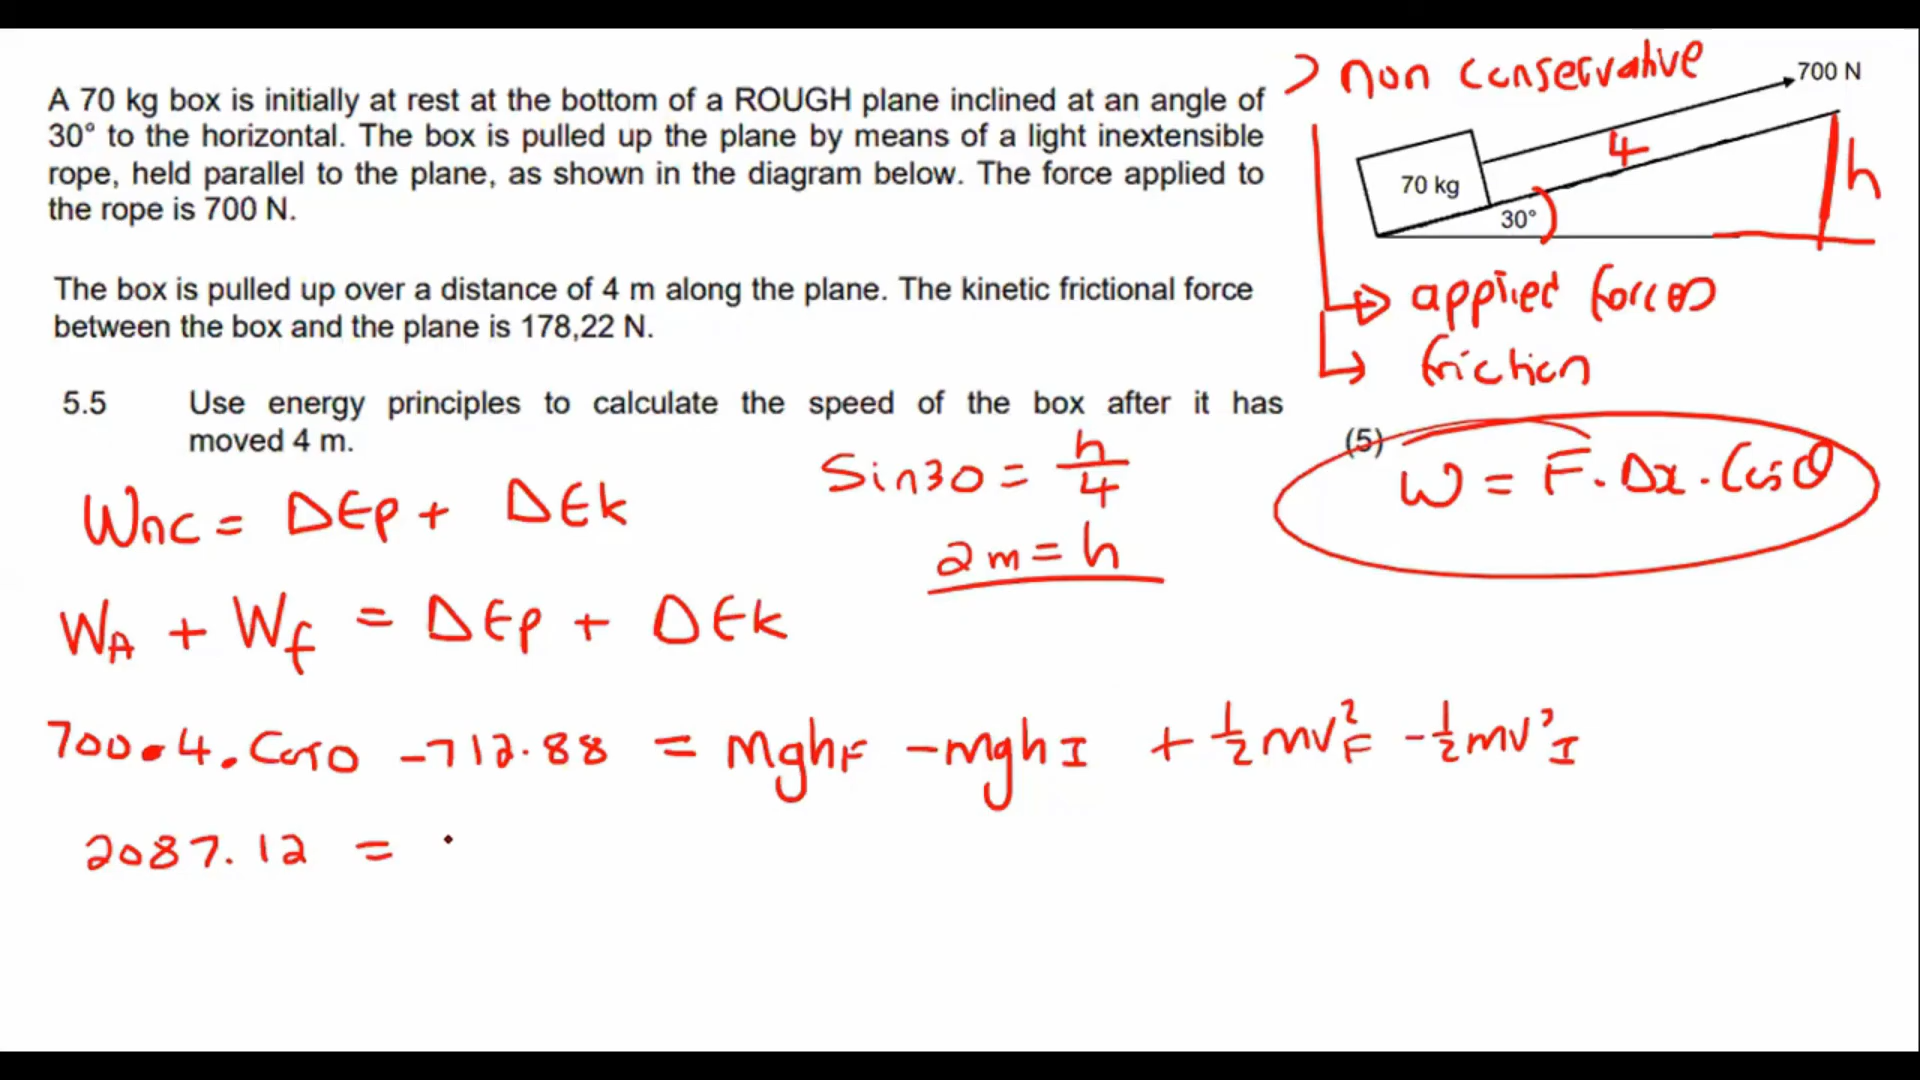 > non conservative
700 N
A 70 kg box is initially at rest at the bottom of a ROUGH plane inclined at an angle of
30° to the horizontal. The box is pulled up the plane by means of a light inextensible
rope, held parallel to the plane, as shown in the diagram below. The force applied to
the rope is 700 N.
4
h
70 kg
30°
The box is pulled up over a distance of 4 m along the plane. The kinetic frictional force
between the box and the plane is 178,22 N.
applied forces
friction
5.5 Use energy principles to calculate the speed of the box after it has
moved 4 m.
(5)
Sin30 = h/4
W = F.Δx.Cosθ
Wnc = ΔEp + ΔEk
2m = h
WA + Wf = ΔEp + ΔEk
700.4.Cos0 -712.88 = mghF - mghI + ½mv²F - ½mv²I
2087.12 =